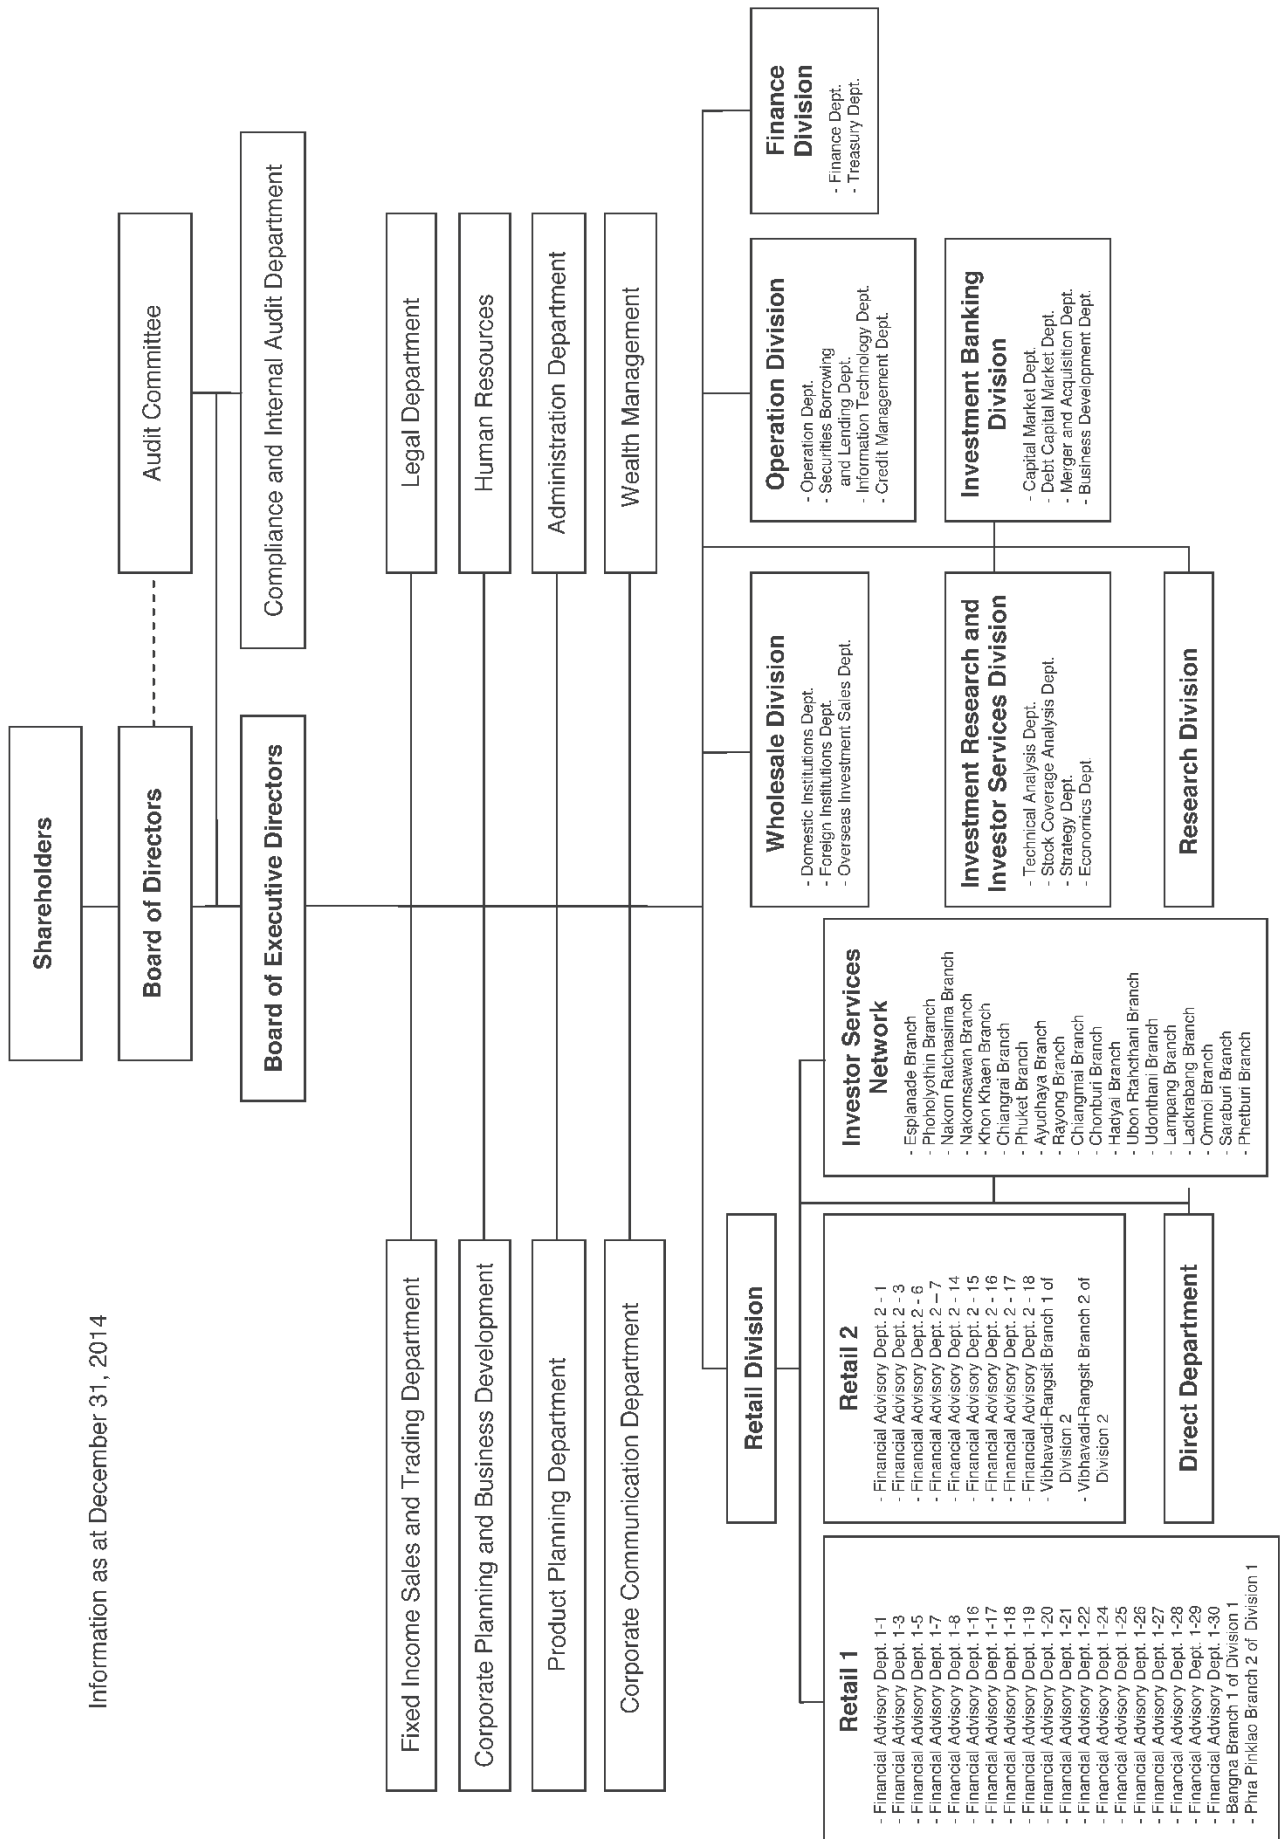 Information as at December 31, 2014
Shareholders
Board of Directors
Audit Committee
Board of Executive Directors
Compliance and Internal Audit Department
Fixed Income Sales and Trading Department
Legal Department
Corporate Planning and Business Development
Human Resources
Product Planning Department
Administration Department
Corporate Communication Department
Wealth Management
Retail Division
Wholesale Division
- Domestic Institutions Dept.
- Foreign Institutions Dept.
- Overseas Investment Sales Dept.
Operation Division
- Operation Dept.
- Securities Borrowing
and Lending Dept.
- Information Technology Dept.
- Credit Management Dept.
Finance
Division
- Finance Dept.
- Treasury Dept.
Retail 1
- Financial Advisory Dept. 1-1
- Financial Advisory Dept. 1-3
- Financial Advisory Dept. 1-5
- Financial Advisory Dept. 1-7
- Financial Advisory Dept. 1-8
- Financial Advisory Dept. 1-16
- Financial Advisory Dept. 1-17
- Financial Advisory Dept. 1-18
- Financial Advisory Dept. 1-19
- Financial Advisory Dept. 1-20
- Financial Advisory Dept. 1-21
- Financial Advisory Dept. 1-22
- Financial Advisory Dept. 1-24
- Financial Advisory Dept. 1-25
- Financial Advisory Dept. 1-26
- Financial Advisory Dept. 1-27
- Financial Advisory Dept. 1-28
- Financial Advisory Dept. 1-29
- Financial Advisory Dept. 1-30
- Bangna Branch 1 of Division 1
- Phra Pinklao Branch 2 of Division 1
Retail 2
- Financial Advisory Dept. 2 - 1
- Financial Advisory Dept. 2 - 3
- Financial Advisory Dept. 2 - 6
- Financial Advisory Dept. 2 – 7
- Financial Advisory Dept. 2 - 14
- Financial Advisory Dept. 2 - 15
- Financial Advisory Dept. 2 - 16
- Financial Advisory Dept. 2 - 17
- Financial Advisory Dept. 2 - 18
- Vibhavadi-Rangsit Branch 1 of
Division 2
- Vibhavadi-Rangsit Branch 2 of
Division 2
Direct Department
Investor Services
Network
- Esplanade Branch
- Phoholyothin Branch
- Nakorn Ratchasima Branch
- Nakornsawan Branch
- Khon Khaen Branch
- Chiangrai Branch
- Phuket Branch
- Ayuchaya Branch
- Rayong Branch
- Chiangmai Branch
- Chonburi Branch
- Hadyai Branch
- Ubon Rtahcthani Branch
- Udonthani Branch
- Lampang Branch
- Ladkrabang Branch
- Omnoi Branch
- Saraburi Branch
- Phetburi Branch
Investment Research and
Investor Services Division
- Technical Analysis Dept.
- Stock Coverage Analysis Dept.
- Strategy Dept.
- Economics Dept.
Investment Banking
Division
- Capital Market Dept.
- Debt Capital Market Dept.
- Merger and Acquisition Dept.
- Business Development Dept.
Research Division